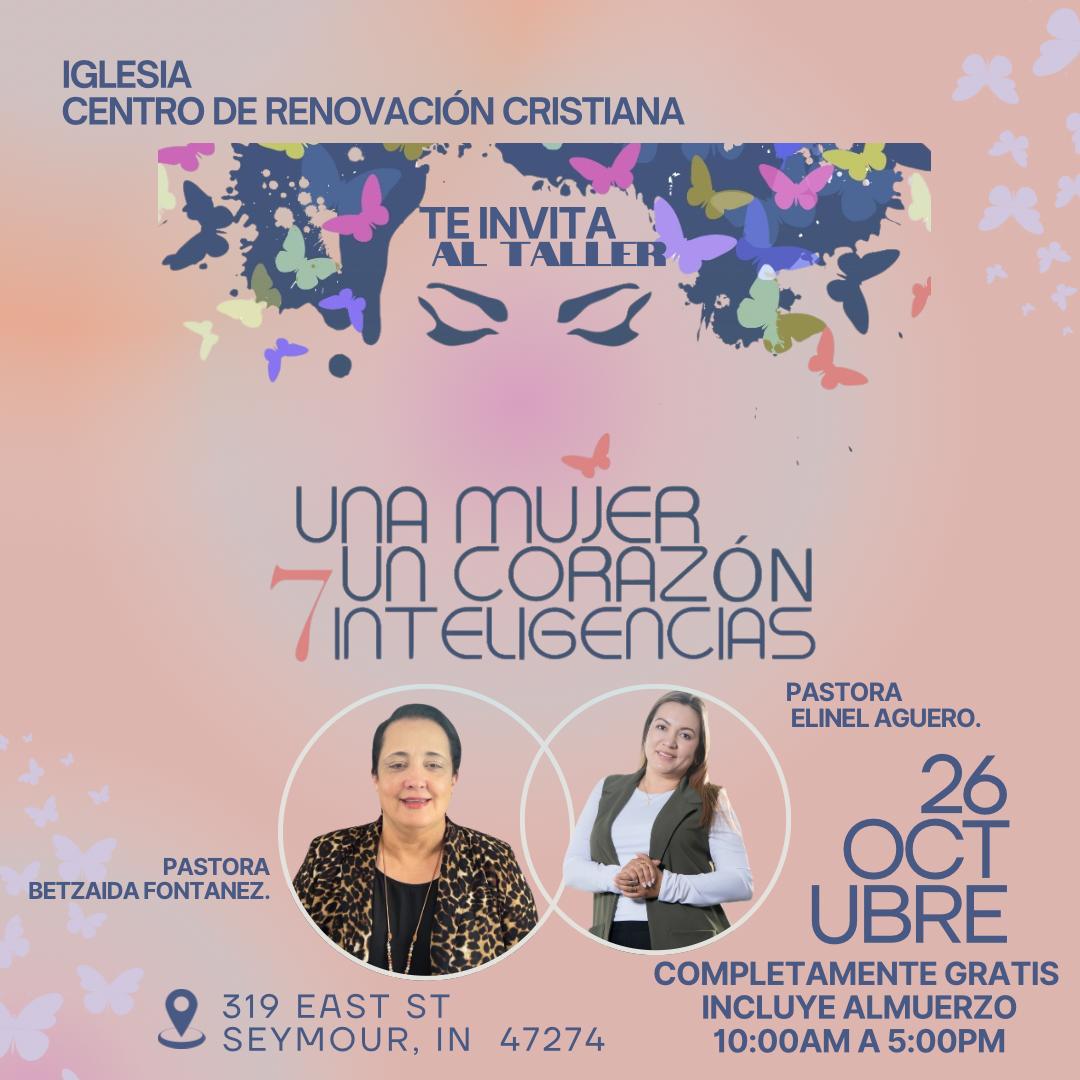 IGLESIA
CENTRO DE RENOVACIÓN CRISTIANA
TE INVITA
AL TALLER
UNA MUJER
UN CORAZÓN
7 INTELIGENCIAS
PASTORA
ELINEL AGUERO.
26
OCT
UBRE
PASTORA
BETZAIDA FONTANEZ.
COMPLETAMENTE GRATIS
INCLUYE ALMUERZO
10:00AM A 5:00PM
319 EAST ST
SEYMOUR, IN 47274